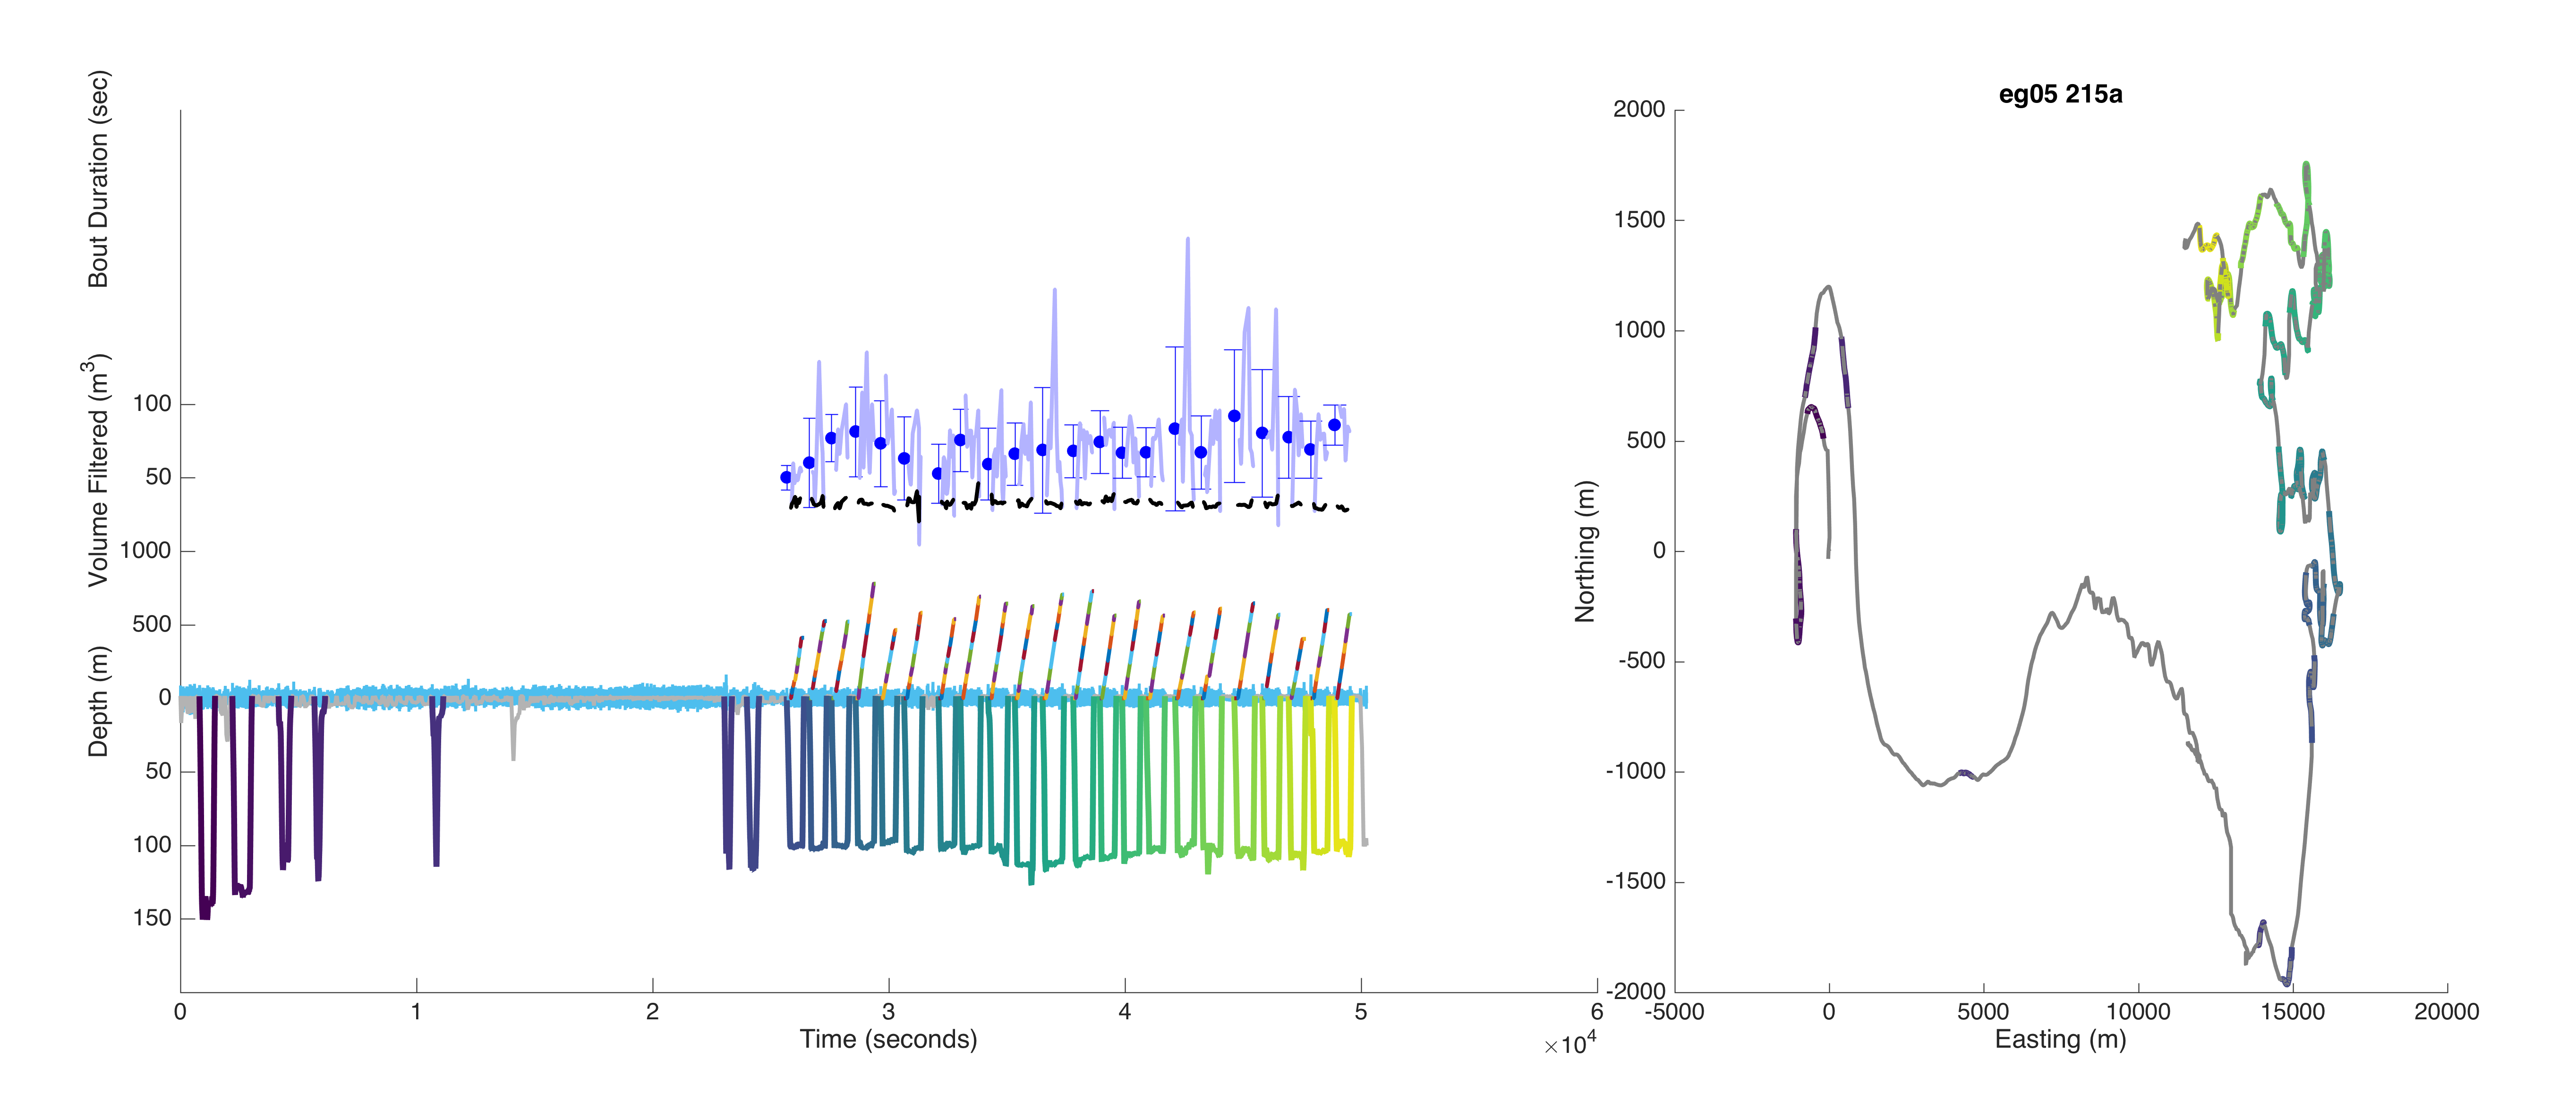 eg05 215a
Bout Duration (sec)
Volume Filtered (m³)
Depth (m)
100
50
1000
500
0
50
100
150
0 1 2 3 4 5 6
×10⁴
Time (seconds)
Northing (m)
2000
1500
1000
500
0
-500
-1000
-1500
-2000
-5000 0 5000 10000 15000 20000
Easting (m)